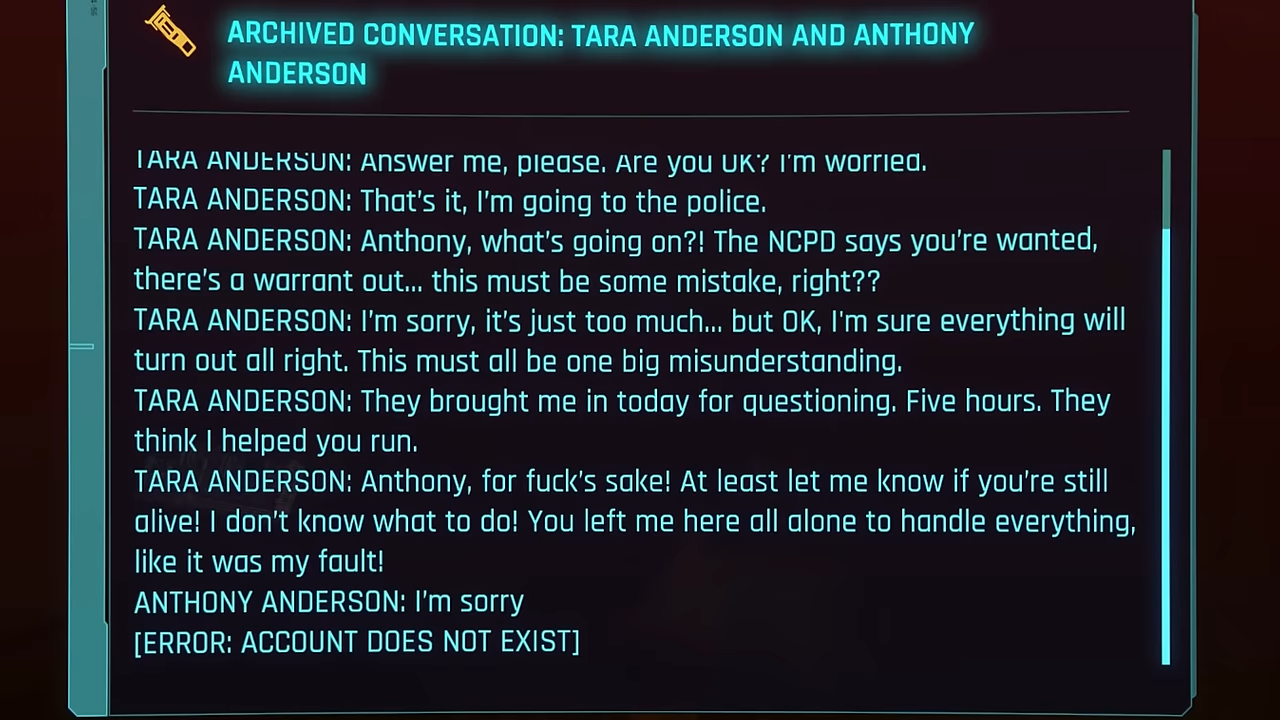 ARCHIVED CONVERSATION: TARA ANDERSON AND ANTHONY
ANDERSON
TARA ANDERSON: Answer me, please. Are you OK? I'm worried.
TARA ANDERSON: That's it, I'm going to the police.
TARA ANDERSON: Anthony, what's going on?! The NCPD says you're wanted,
there's a warrant out... this must be some mistake, right??
TARA ANDERSON: I'm sorry, it's just too much... but OK, I'm sure everything will
turn out all right. This must all be one big misunderstanding.
TARA ANDERSON: They brought me in today for questioning. Five hours. They
think I helped you run.
TARA ANDERSON: Anthony, for fuck's sake! At least let me know if you're still
alive! I don't know what to do! You left me here all alone to handle everything,
like it was my fault!
ANTHONY ANDERSON: I'm sorry
[ERROR: ACCOUNT DOES NOT EXIST]